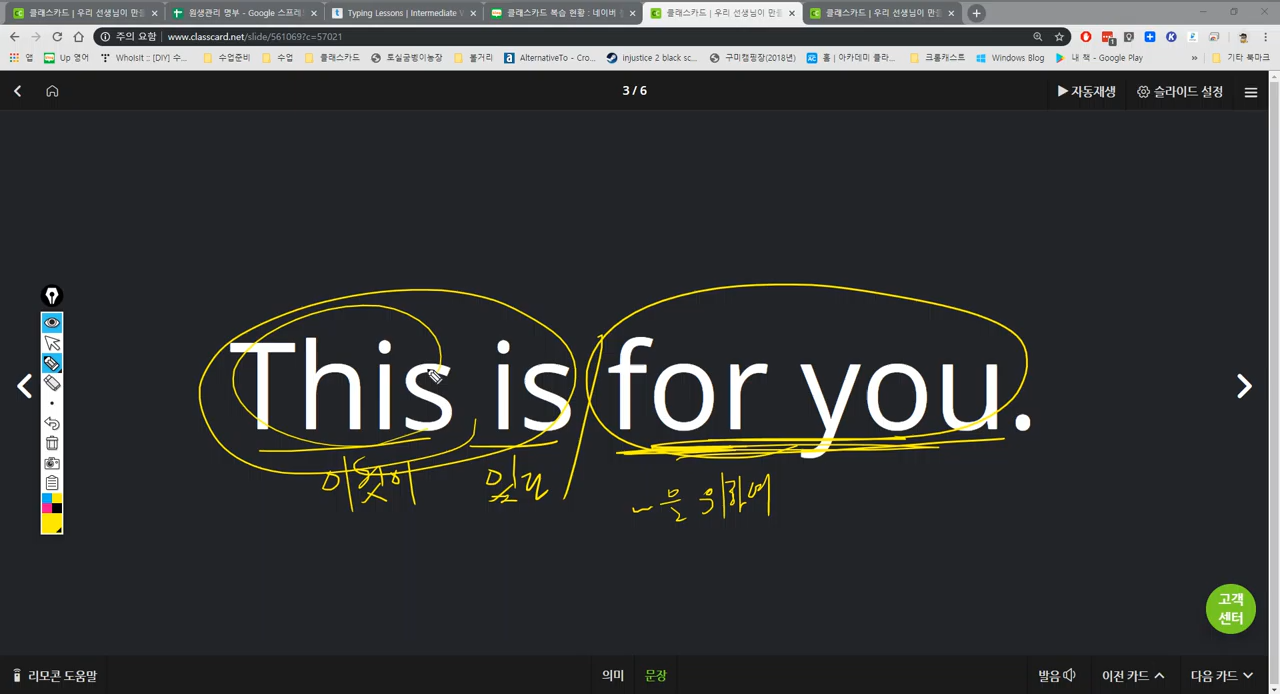 클래스카드 | 우리 선생님이 만든
원생관리 명부 - Google 스프레
Typing Lessons | Intermediate
클래스카드 복습 현황 : 네이버
클래스카드 | 우리 선생님이 만든
클래스카드 | 우리 선생님이 만든
주의 요함 www.classcard.net/slide/561069?c=57021
앱 Up 영어 WhoisIt :: [DIY] 수... 수업준비 수업 클래스카드 토실굼벵이농장 볼거리 AlternativeTo - Cro... injustice 2 black sc... 구미캠핑장(2018년) 홈 | 아카데미 클라... 크롬캐스트 Windows Blog 내 책 - Google Play » 기타 북마크
3 / 6 ▶ 자동재생 슬라이드 설정
This is for you.
이것이 있다 ~을 위하여
고객
센터
리모콘 도움말 의미 문장 발음 이전 카드 다음 카드